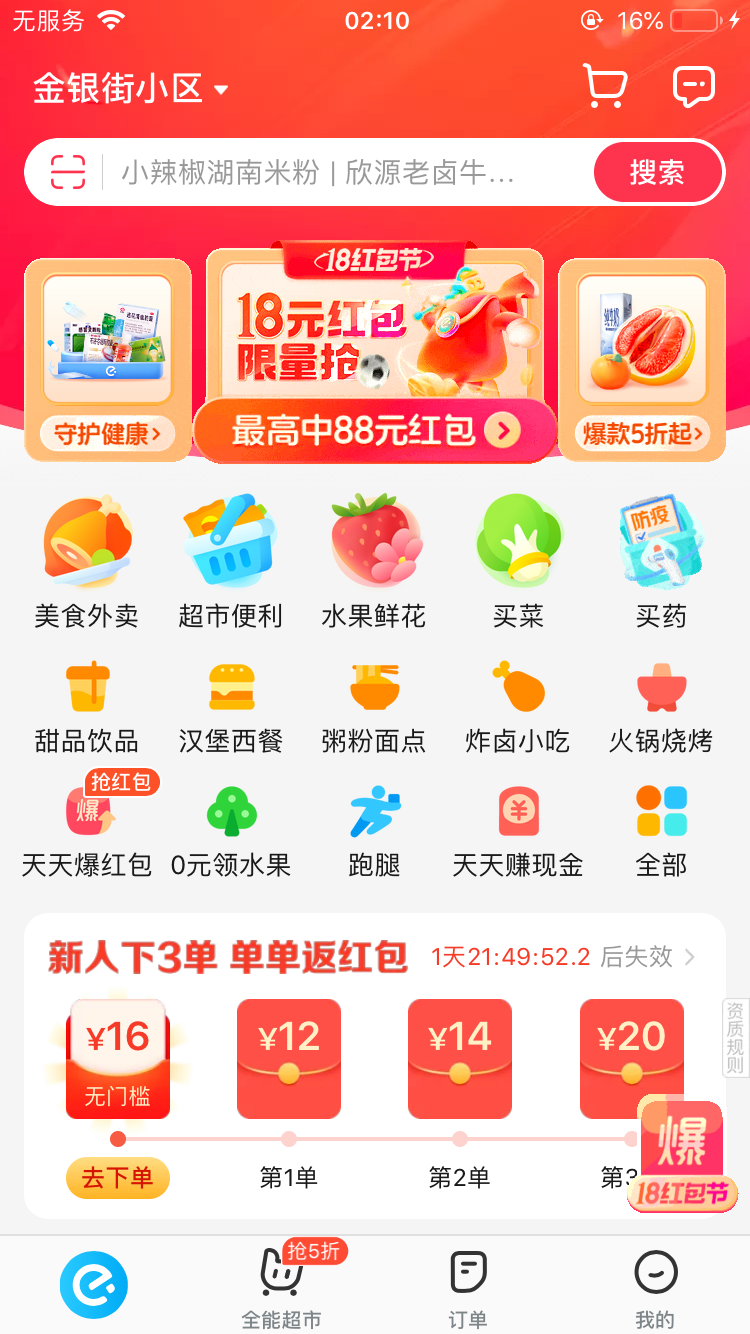 无服务 02:10 16%
金银街小区
小辣椒湖南米粉 | 欣源老卤牛... 搜索
18红包节
18元红包
限量抢
纯牛奶
守护健康 最高中88元红包 爆款5折起
防疫
美食外卖 超市便利 水果鲜花 买菜 买药
甜品饮品 汉堡西餐 粥粉面点 炸卤小吃 火锅烧烤
抢红包
爆
天天爆红包 0元领水果 跑腿 天天赚现金 全部
新人下3单 单单返红包 1天21:49:52.2 后失效
资质规则
¥16 ¥12 ¥14 ¥20
无门槛
爆
18红包节
去下单 第1单 第2单 第3
抢5折
全能超市 订单 我的